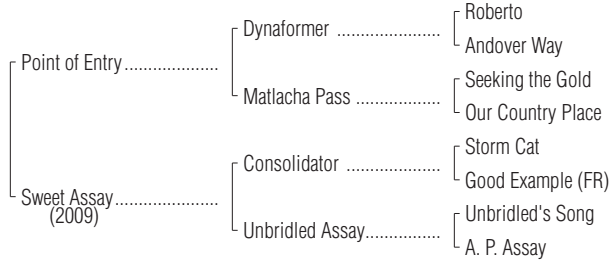 Roberto
Dynaformer ..................
Andover Way
Point of Entry....................
Seeking the Gold
Matlacha Pass ..................
Our Country Place
Storm Cat
Consolidator ....................
Good Example (FR)
Sweet Assay......................
(2009)
Unbridled's Song
Unbridled Assay.................
A. P. Assay